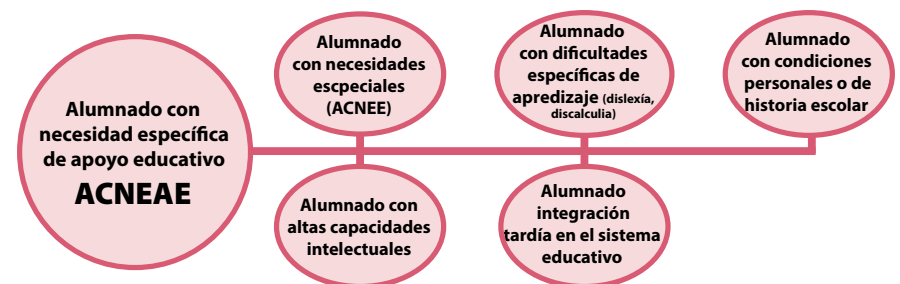 Alumnado con
necesidad específica
de apoyo educativo
ACNEAE
Alumnado
con necesidades
escpeciales
(ACNEE)
Alumnado
con dificultades
específicas de
apredizaje (dislexía,
discalculia)
Alumnado
con condiciones
personales o de
historia escolar
Alumnado con
altas capacidades
intelectuales
Alumnado
integración
tardía en el sistema
educativo